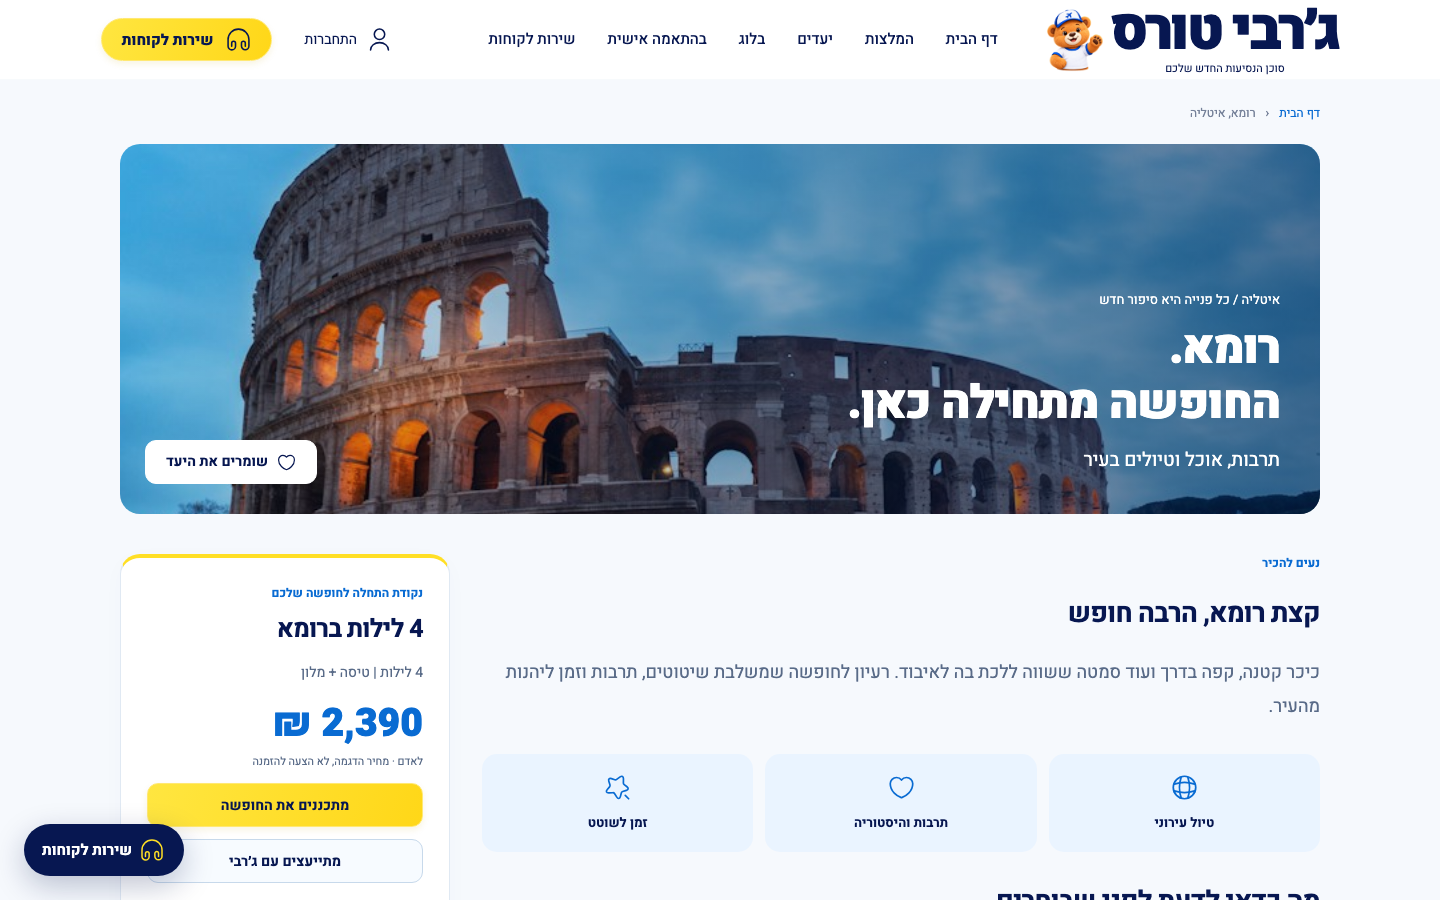 ג'רבי טורס
סוכן הנסיעות החדש שלכם
דף הבית
המלצות
יעדים
בלוג
בהתאמה אישית
שירות לקוחות
התחברות
שירות לקוחות
דף הבית › רומא, איטליה
איטליה / כל פנייה היא סיפור חדש
רומא.
החופשה מתחילה כאן.
תרבות, אוכל וטיולים בעיר
שומרים את היעד
נעים להכיר
קצת רומא, הרבה חופש
כיכר קטנה, קפה בדרך ועוד סמטה ששווה ללכת בה לאיבוד. רעיון לחופשה שמשלבת שיטוטים, תרבות וזמן ליהנות
מהעיר.
טיול עירוני
תרבות והיסטוריה
זמן לשוטט
מה כדאי לדעת לפני שבוחרים
נקודת התחלה לחופשה שלכם
4 לילות ברומא
4 לילות | טיסה + מלון
2,390 ₪
לאדם · מחיר הדגמה, לא הצעה להזמנה
מתכננים את החופשה
מתייעצים עם ג'רבי
שירות לקוחות